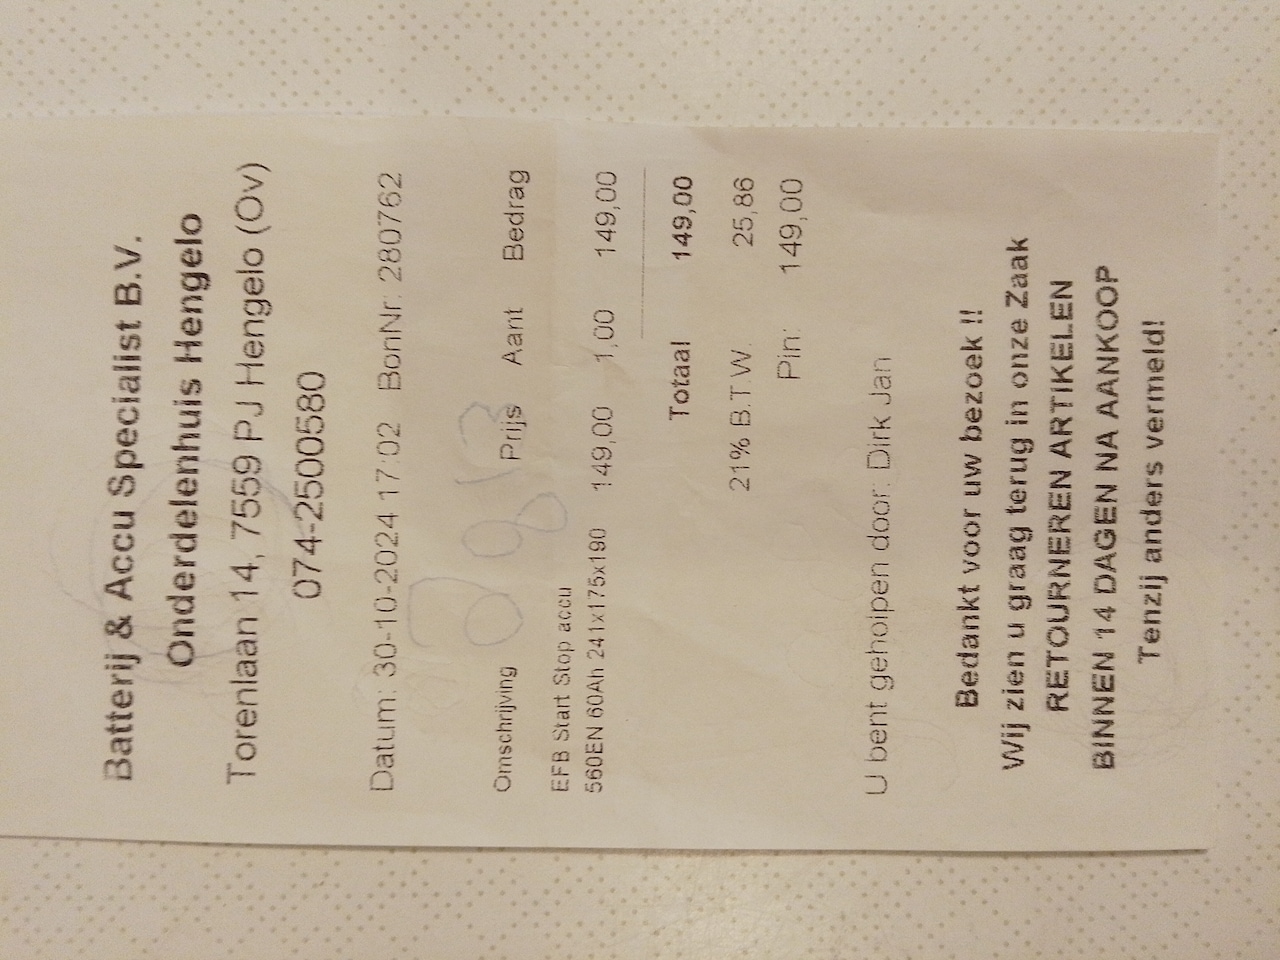 Batterij & Accu Specialist B.V.
Onderdelenhuis Hengelo
Torenlaan 14, 7559 PJ Hengelo (Ov)
074-2500580
Datum: 30-10-2024 17:02 BonNr: 280762
Omschrijving Prijs Aant Bedrag
EFB Start Stop accu
560EN 60Ah 241x175x190 149,00 1,00 149,00
Totaal 149,00
21% B.T.W. 25,86
Pin: 149,00
U bent geholpen door: Dirk Jan
Bedankt voor uw bezoek !!
Wij zien u graag terug in onze Zaak
RETOURNEREN ARTIKELEN
BINNEN 14 DAGEN NA AANKOOP
Tenzij anders vermeld!